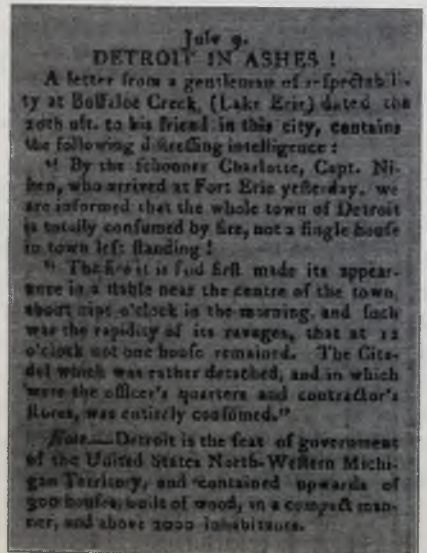 July 9.
DETROIT IN ASHES !
A letter from a gentleman of respectabili-
ty at Buffaloe Creek, (Lake Erie) dated the
20th ult. to his friend in this city, contains
the following distressing intelligence :
" By the schooner Charlotte, Capt. Ni-
who arrived at Fort Erie yesterday, we
are informed that the whole town of Detroit
is totally consumed by fire, not a single house
in town left standing !
" The fire it is said first made its appear-
ance in a stable near the centre of the town,
about nine o'clock in the morning, and such
was the rapidity of its ravages, that at 12
o'clock not one house remained. The Cita-
del which was rather detached, and in which
were the officer's quarters and contractor's
stores, was entirely consumed."
Note.—Detroit is the seat of government
of the United States North-Western Michi-
gan Territory, and contained upwards of
300 houses, built of wood, in a compact man-
ner, and above 2000 inhabitants.